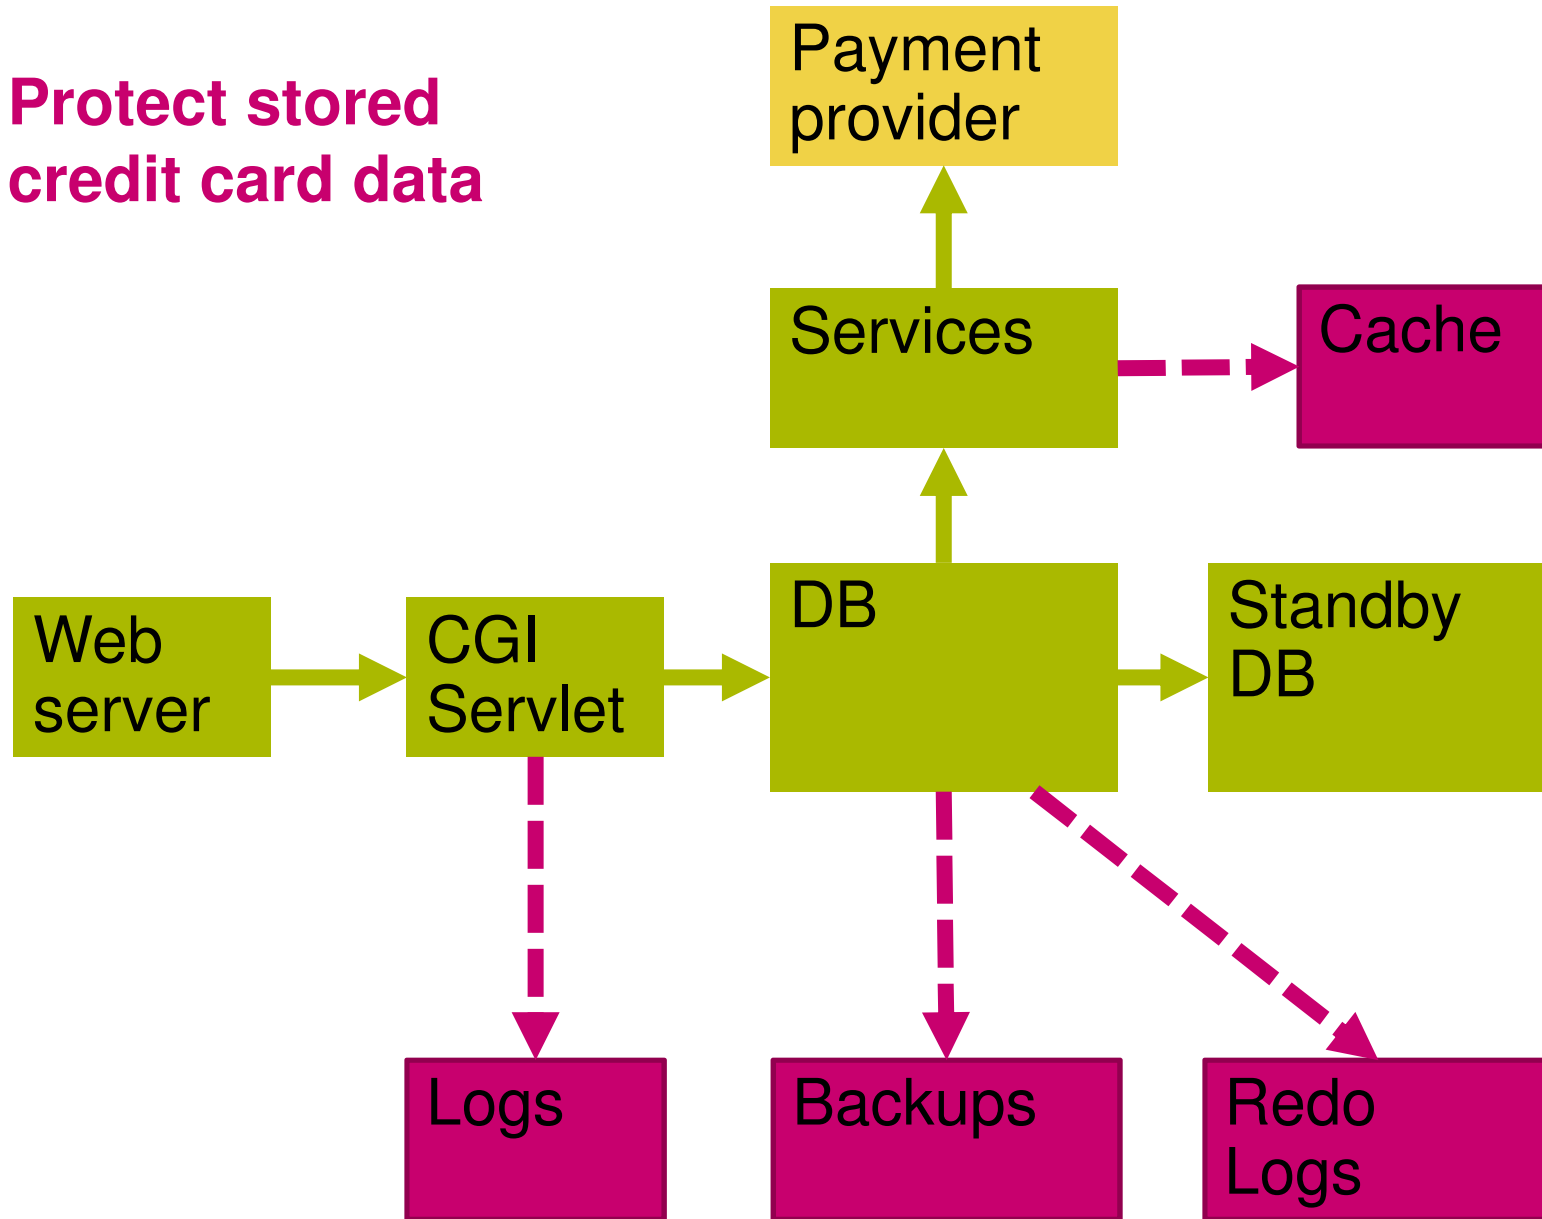 Protect stored
credit card data
Payment
provider
Services
Cache
Web
server
CGI
Servlet
DB
Standby
DB
Logs
Backups
Redo
Logs